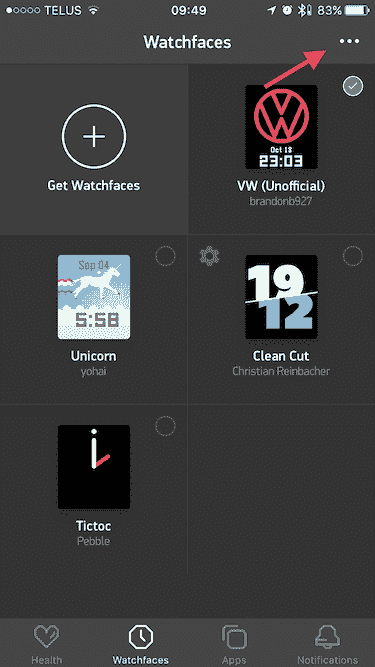 TELUS 09:49 83%
Watchfaces
Get Watchfaces
Oct 18
23:03
VW (Unofficial)
brandonb927
Sep 04
5:58
Unicorn
yohai
19
12
Clean Cut
Christian Reinbacher
Tictoc
Pebble
Health Watchfaces Apps Notifications